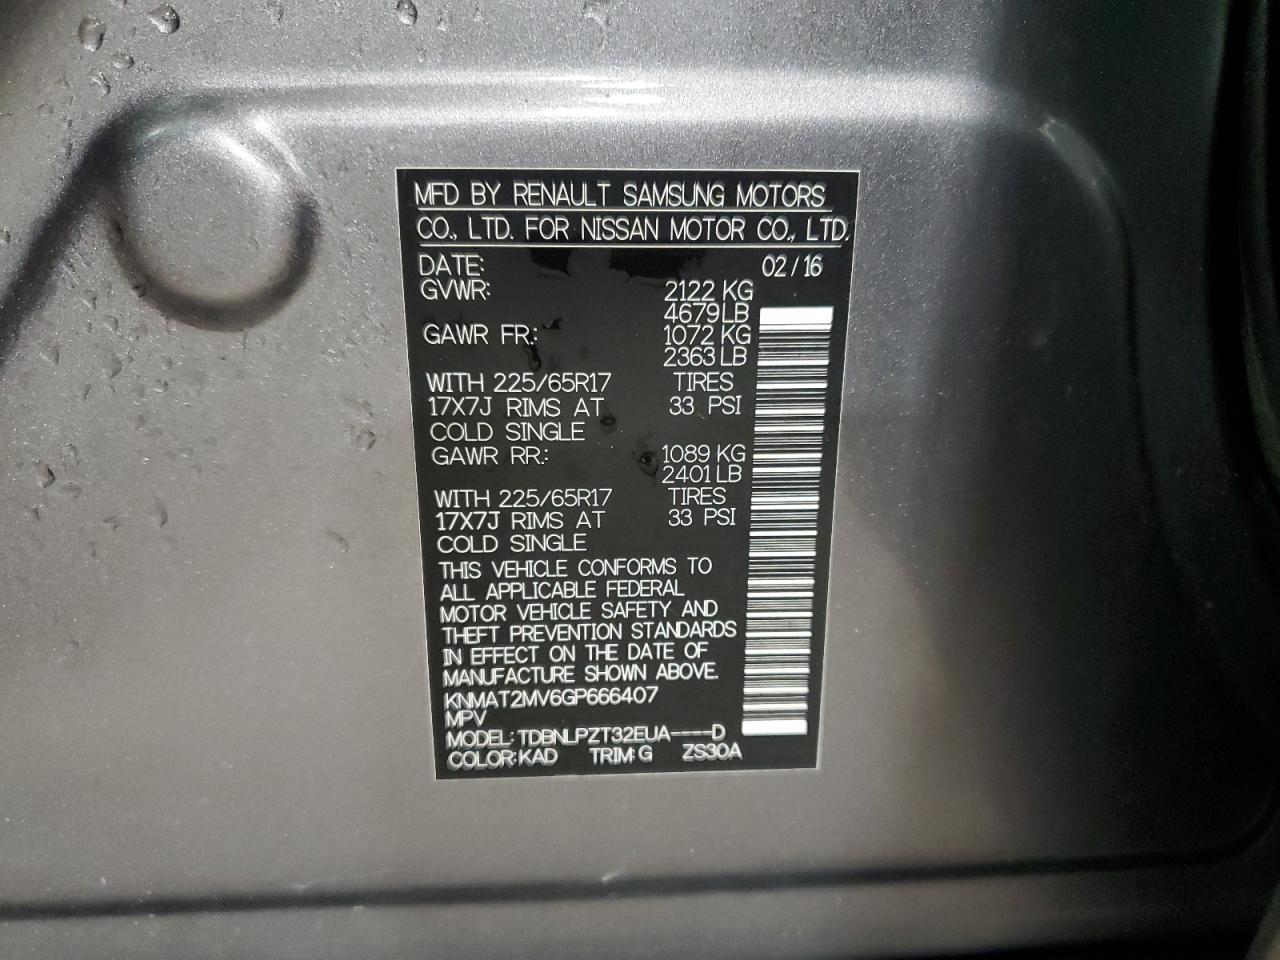 MFD BY RENAULT SAMSUNG MOTORS
CO., LTD. FOR NISSAN MOTOR CO., LTD.
DATE: 02/16
GVWR: 2122 KG
4679 LB
GAWR FR.: 1072 KG
2363 LB
WITH 225/65R17 TIRES
17X7J RIMS AT 33 PSI
COLD SINGLE
GAWR RR.: 1089 KG
2401 LB
WITH 225/65R17 TIRES
17X7J RIMS AT 33 PSI
COLD SINGLE
THIS VEHICLE CONFORMS TO
ALL APPLICABLE FEDERAL
MOTOR VEHICLE SAFETY AND
THEFT PREVENTION STANDARDS
IN EFFECT ON THE DATE OF
MANUFACTURE SHOWN ABOVE.
KNMAT2MV6GP666407
MPV
MODEL: TDBNLPZT32EUA----D
COLOR: KAD TRIM: G ZS30A